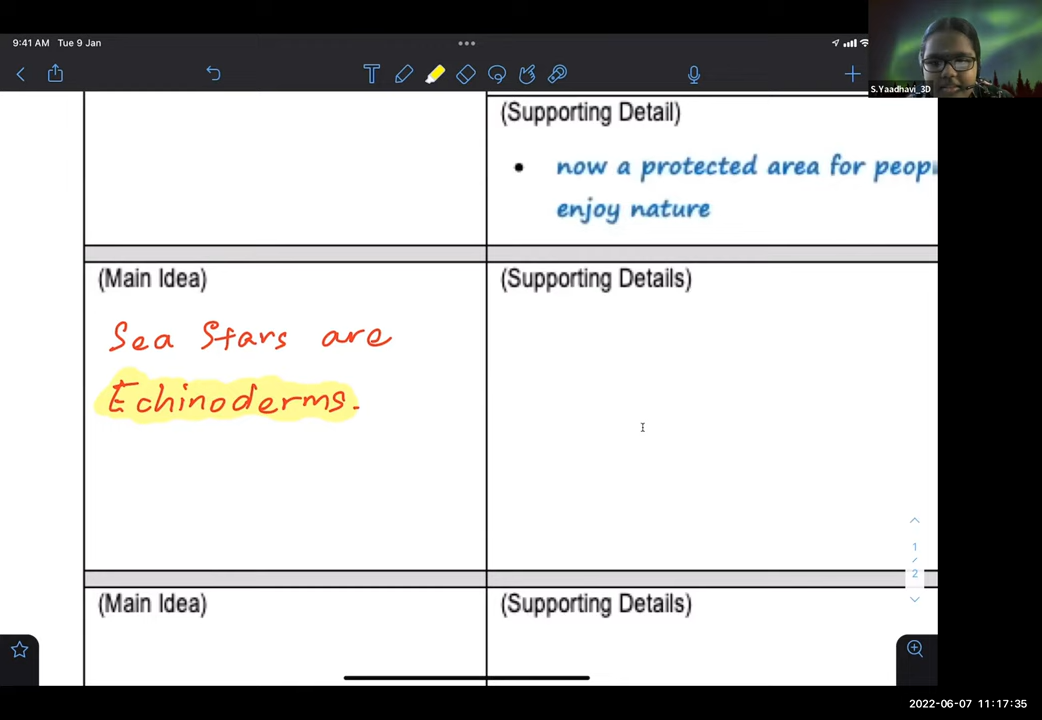 9:41 AM Tue 9 Jan
S.Yaadhavi_3D
(Supporting Detail)
• now a protected area for
enjoy nature
(Main Idea)
(Supporting Details)
Sea Stars are
Echinoderms.
1
/
2
(Main Idea)
(Supporting Details)
2022-06-07 11:17:35